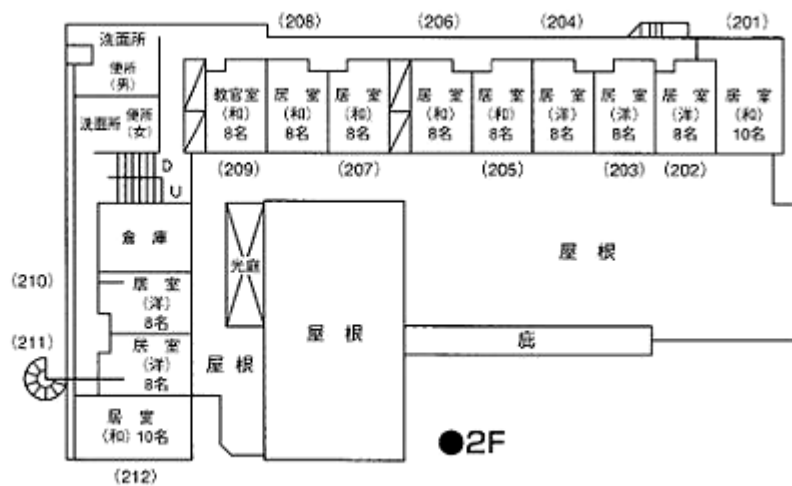 (208)
(206)
(204)
(201)
洗面所
便所
(男)
洗面所 便所
(女)
教官室
(和)
8名
居室
(和)
8名
居室
(和)
8名
居室
(和)
8名
居室
(和)
8名
居室
(洋)
8名
居室
(洋)
8名
居室
(洋)
8名
居室
(和)
10名
(209)
(207)
(205)
(203)
(202)
D
U
倉庫
光庭
屋根
(210)
居室
(洋)
8名
(211)
居室
(洋)
8名
屋根
屋根
庇
居室
(和) 10名
(212)
●2F